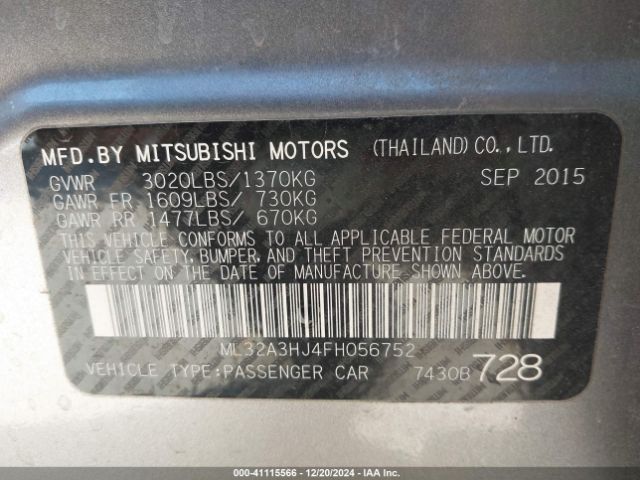 MFD.BY MITSUBISHI MOTORS (THAILAND) CO.,LTD.
GVWR 3020LBS/1370KG SEP 2015
GAWR FR 1609LBS/ 730KG
GAWR RR 1477LBS/ 670KG
THIS VEHICLE CONFORMS TO ALL APPLICABLE FEDERAL MOTOR
VEHICLE SAFETY, BUMPER, AND THEFT PREVENTION STANDARDS
IN EFFECT ON THE DATE OF MANUFACTURE SHOWN ABOVE.
ML32A3HJ4FH056752
VEHICLE TYPE:PASSENGER CAR 7430B 728
000-41115566 - 12/20/2024 - IAA Inc.